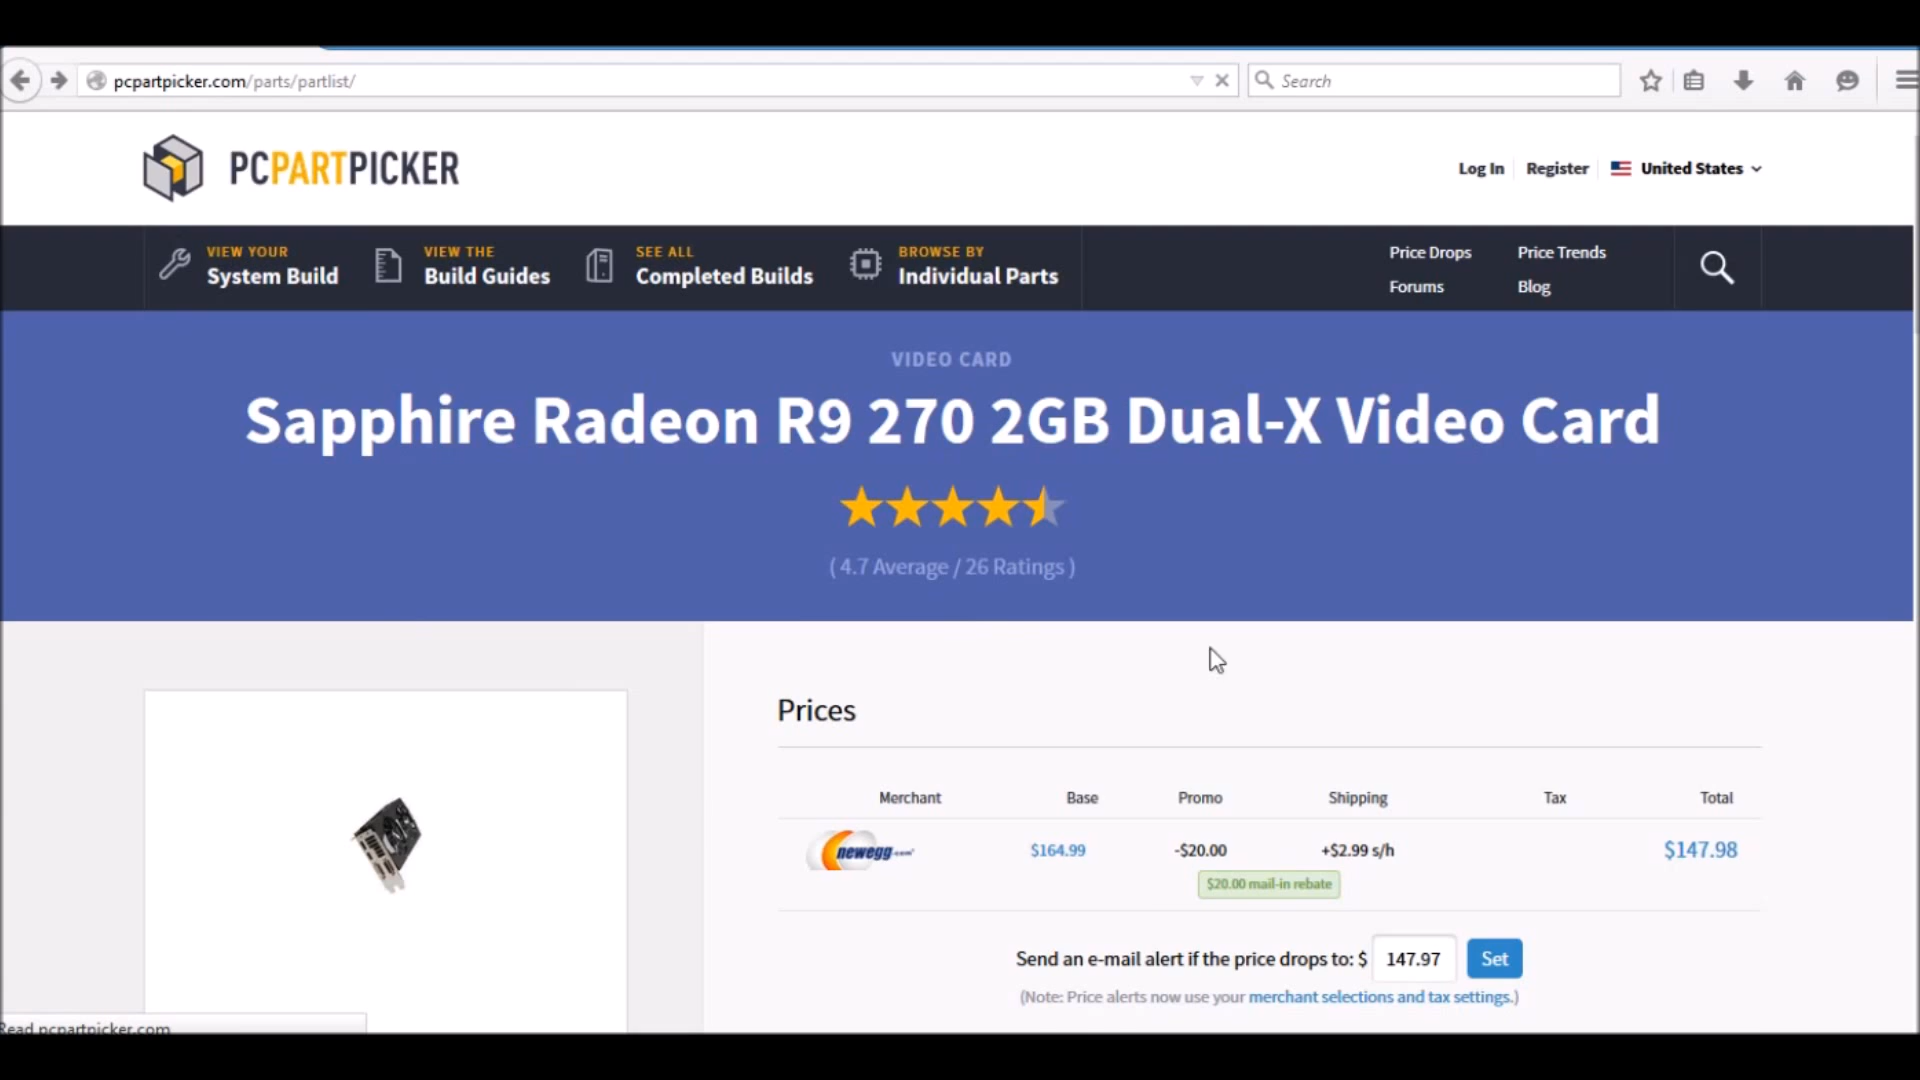 pcpartpicker.com/parts/partlist/
Search
PCPARTPICKER
Log In
Register
United States
VIEW YOUR
System Build
VIEW THE
Build Guides
SEE ALL
Completed Builds
BROWSE BY
Individual Parts
Price Drops
Price Trends
Forums
Blog
VIDEO CARD
Sapphire Radeon R9 270 2GB Dual-X Video Card
( 4.7 Average / 26 Ratings )
Prices
Merchant Base Promo Shipping Tax Total
newegg.com $164.99 -$20.00 +$2.99 s/h $147.98
$20.00 mail-in rebate
Send an e-mail alert if the price drops to: $ 147.97 Set
(Note: Price alerts now use your merchant selections and tax settings.)
Read pcpartpicker.com